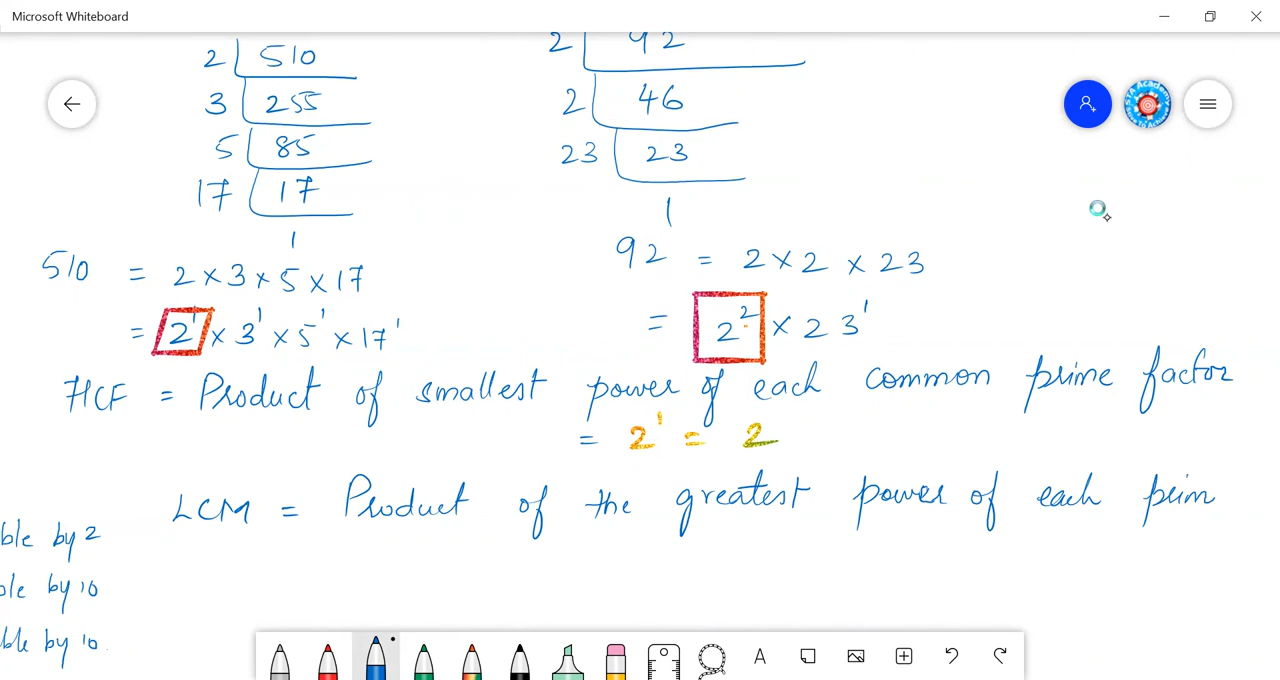 Microsoft Whiteboard
2 510
3 255
5 85
17 17
1
2 92
2 46
23 23
1
510 = 2 × 3 × 5 × 17
= 2¹ × 3¹ × 5¹ × 17¹
92 = 2 × 2 × 23
= 2² × 23¹
HCF = Product of smallest power of each common prime factor
= 2¹ = 2
LCM = Product of the greatest power of each prim
ble by 2
ble by 10
ble by 10
A